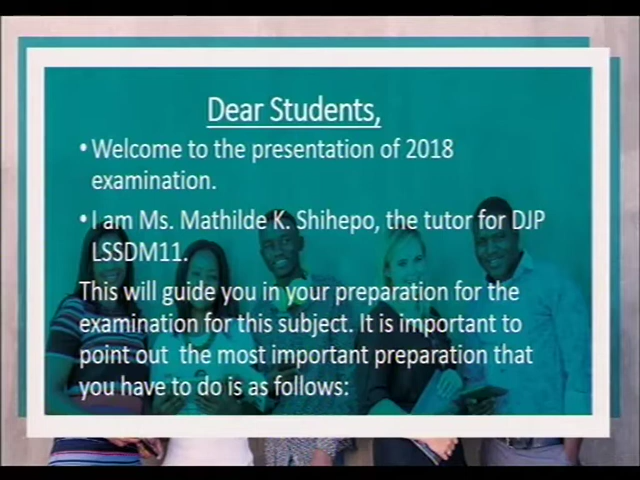 Dear Students,
• Welcome to the presentation of 2018
examination.
• I am Ms. Mathilde K. Shihepo, the tutor for DJP
LSSDM11.
This will guide you in your preparation for the
examination for this subject. It is important to
point out the most important preparation that
you have to do is as follows: